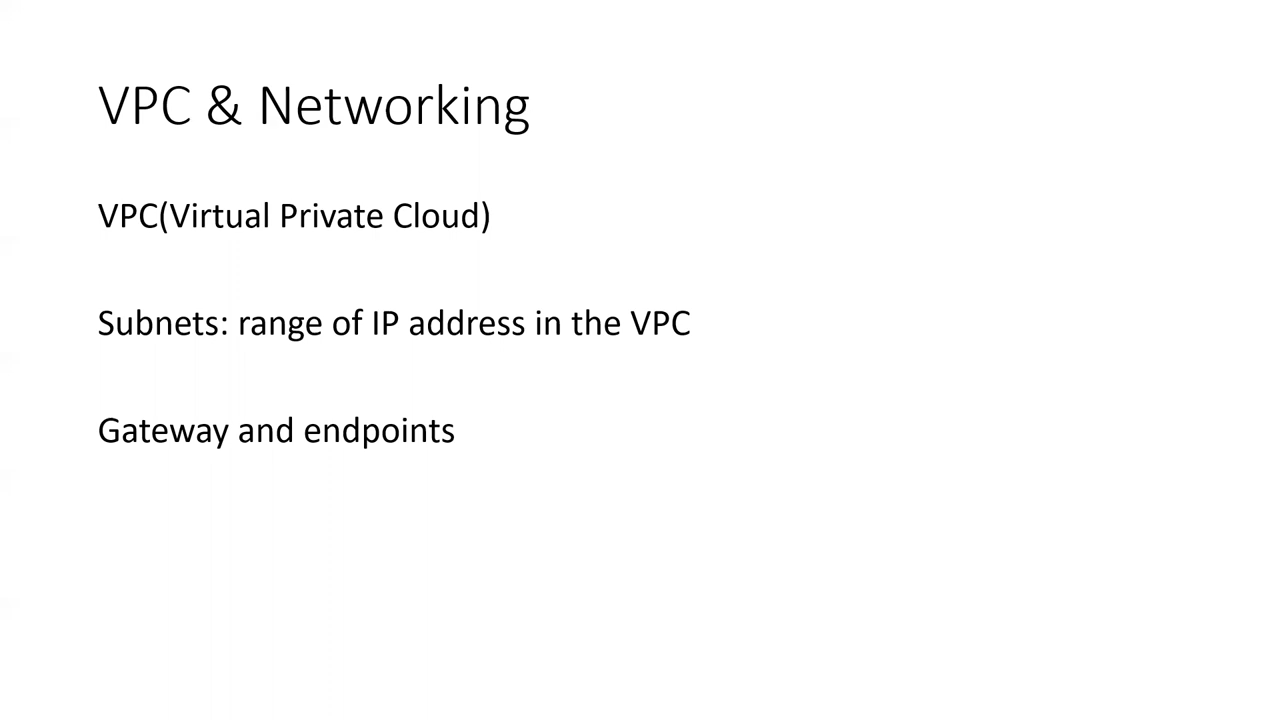 VPC & Networking
VPC(Virtual Private Cloud)
Subnets: range of IP address in the VPC
Gateway and endpoints